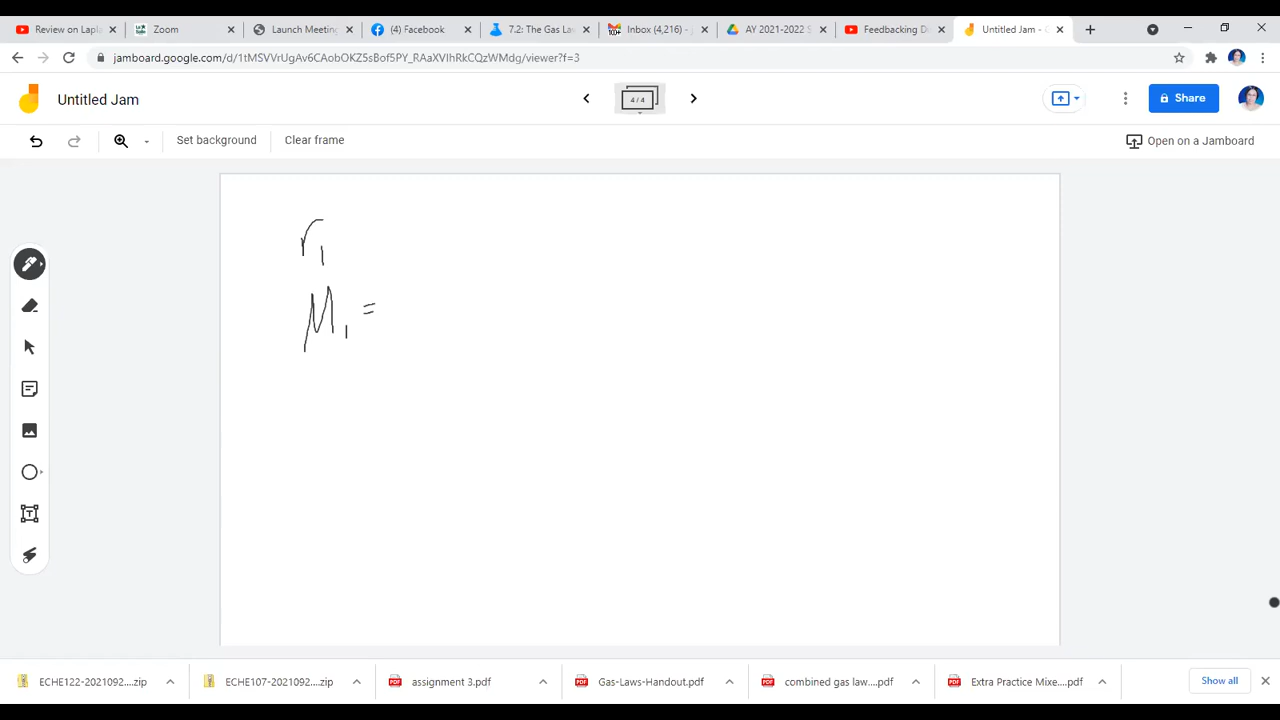 Review on Lapl
Zoom
Launch Meeting
(4) Facebook
7.2: The Gas La
Inbox (4,216) -
AY 2021-2022 S
Feedbacking D
Untitled Jam -
jamboard.google.com/d/1tMSVVrUgAv6CAobOKZ5sBof5PY_RAaXVIhRkCQzWMdg/viewer?f=3
Untitled Jam
4 / 4
Share
Set background
Clear frame
Open on a Jamboard
r1
M1 =
ECHE122-2021092....zip
ECHE107-2021092....zip
assignment 3.pdf
Gas-Laws-Handout.pdf
combined gas law....pdf
Extra Practice Mixe....pdf
Show all